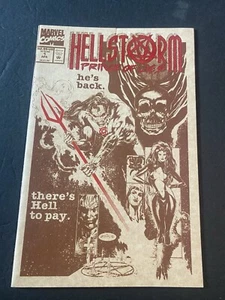 MARVEL
COMICS
HELLSTORM
PRINCE OF LIES
he's
back.
there's
Hell
to pay.